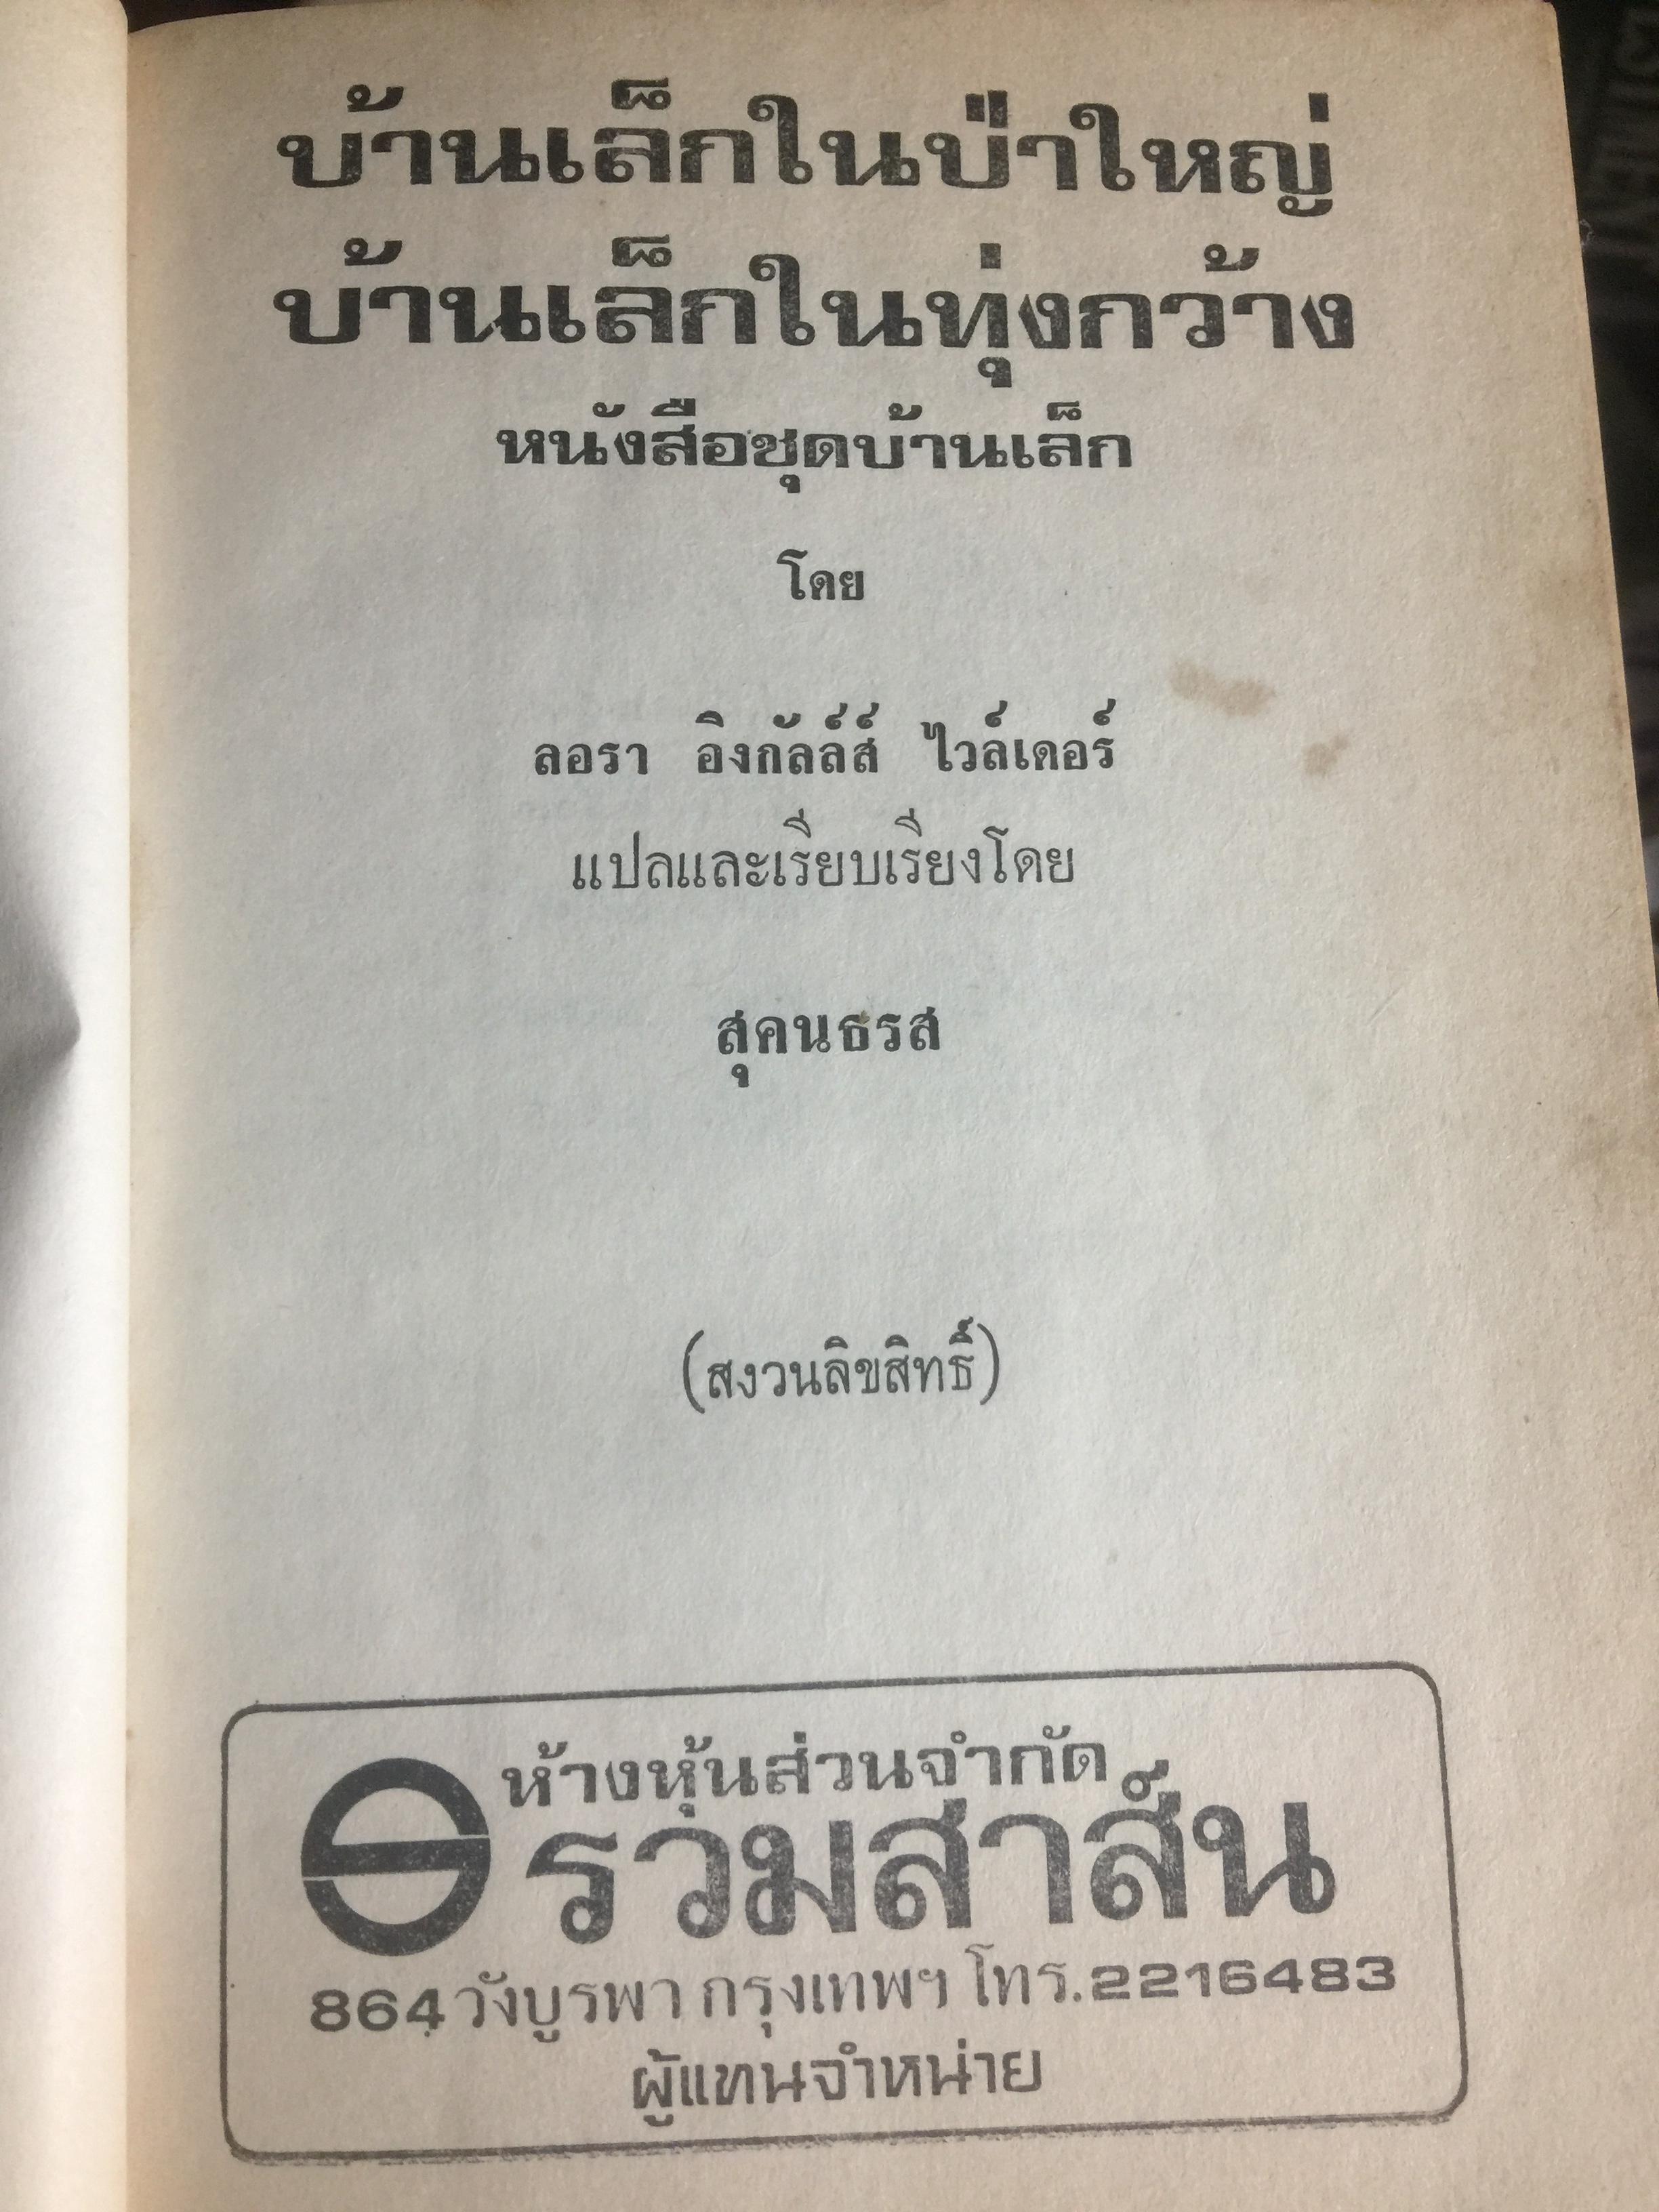 บ้านเล็กในป่าใหญ่
บ้านเล็กในทุ่งกว้าง
หนังสือชุดบ้านเล็ก
โดย
ลอรา อิงกัลล์ส์ ไวล์เดอร์
แปลและเรียบเรียงโดย
สุคนธรส
(สงวนลิขสิทธิ์)
ห้างหุ้นส่วนจำกัด
รวมสาส์น
864 วังบูรพา กรุงเทพฯ โทร.2216483
ผู้แทนจำหน่าย